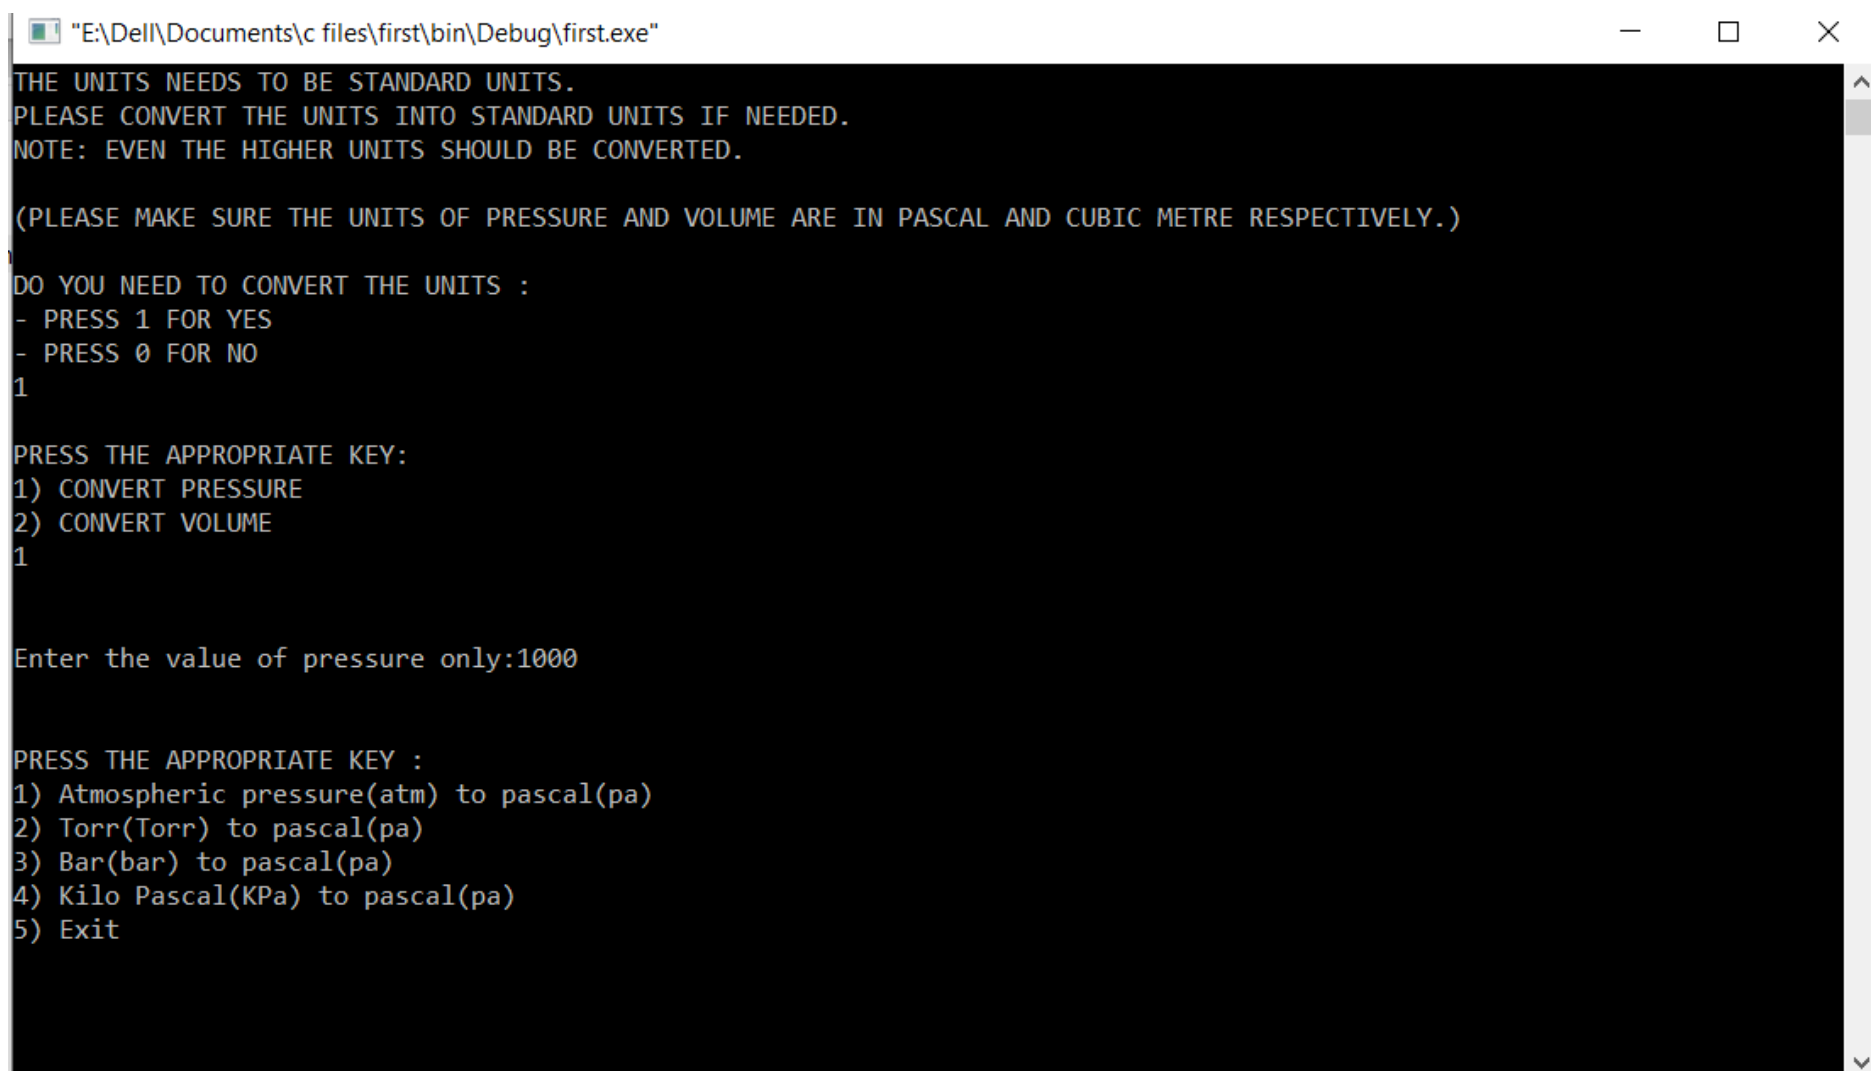 "E:\Dell\Documents\c files\first\bin\Debug\first.exe"
THE UNITS NEEDS TO BE STANDARD UNITS.
PLEASE CONVERT THE UNITS INTO STANDARD UNITS IF NEEDED.
NOTE: EVEN THE HIGHER UNITS SHOULD BE CONVERTED.
(PLEASE MAKE SURE THE UNITS OF PRESSURE AND VOLUME ARE IN PASCAL AND CUBIC METRE RESPECTIVELY.)
DO YOU NEED TO CONVERT THE UNITS :
- PRESS 1 FOR YES
- PRESS 0 FOR NO
1
PRESS THE APPROPRIATE KEY:
1) CONVERT PRESSURE
2) CONVERT VOLUME
1
Enter the value of pressure only:1000
PRESS THE APPROPRIATE KEY :
1) Atmospheric pressure(atm) to pascal(pa)
2) Torr(Torr) to pascal(pa)
3) Bar(bar) to pascal(pa)
4) Kilo Pascal(KPa) to pascal(pa)
5) Exit